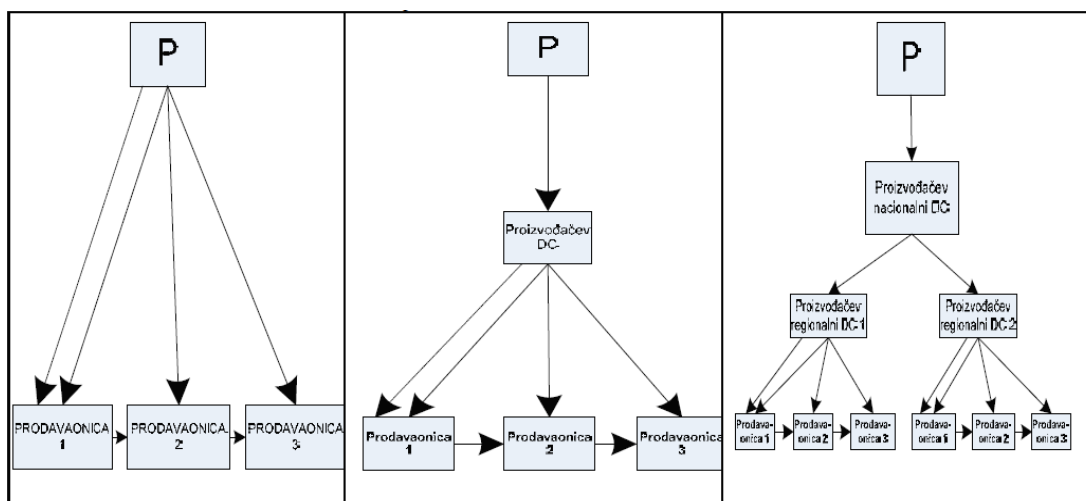 P
PRODAVAONICA
1
PRODAVAONICA
2
PRODAVAONICA
3
P
Proizvođačev
DC
Prodavaonica
1
Prodavaonica
2
Prodavaonica
3
P
Proizvođačev
nacionalni DC
Proizvođačev
regionalni DC 1
Proizvođačev
regionalni DC 2
Prodava-
onica 1
Prodava-
onica 2
Prodava-
onica 3
Prodava-
onica 1
Prodava-
onica 2
Prodava-
onica 3